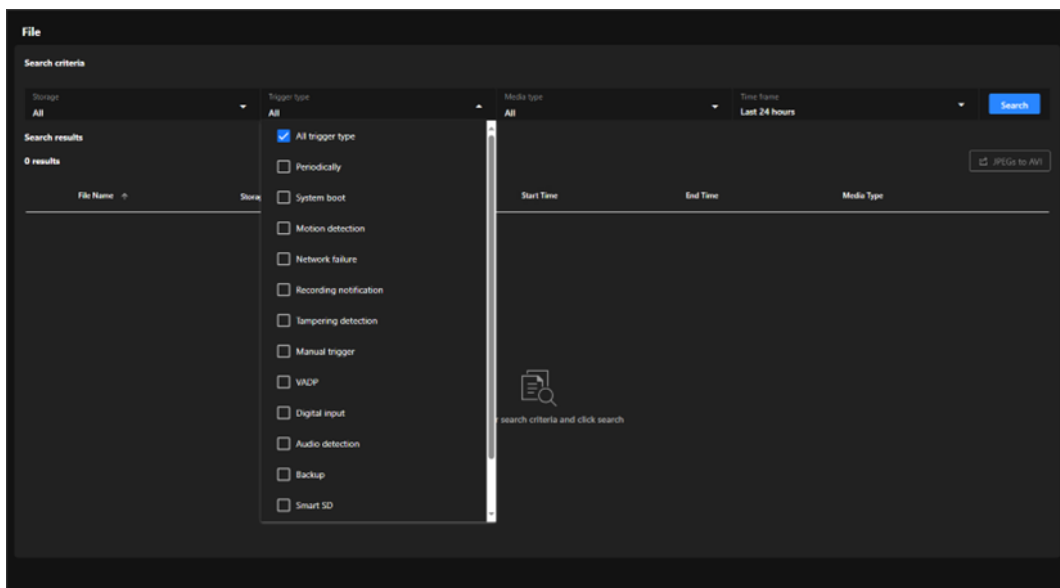 File
Search criteria
Storage
All
Trigger type
All
Media type
All
Time frame
Last 24 hours
Search
Search results
0 results
JPEGs to AVI
File Name
Storag
Start Time
End Time
Media Type
All trigger type
Periodically
System boot
Motion detection
Network failure
Recording notification
Tampering detection
Manual trigger
VADP
Digital input
Audio detection
Backup
Smart SD
search criteria and click search